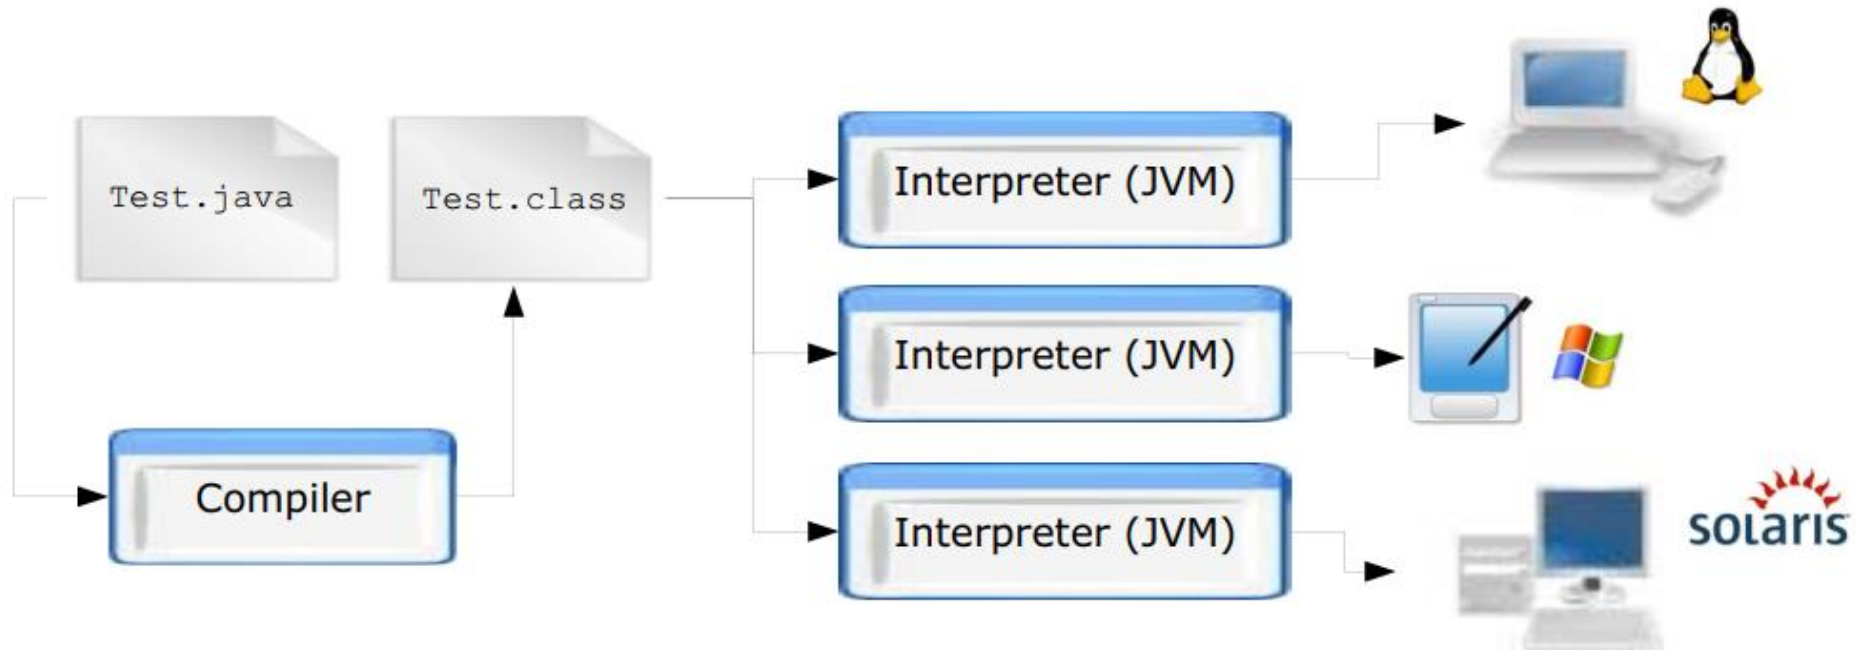 Test.java
Test.class
Compiler
Interpreter (JVM)
Interpreter (JVM)
Interpreter (JVM)
solaris